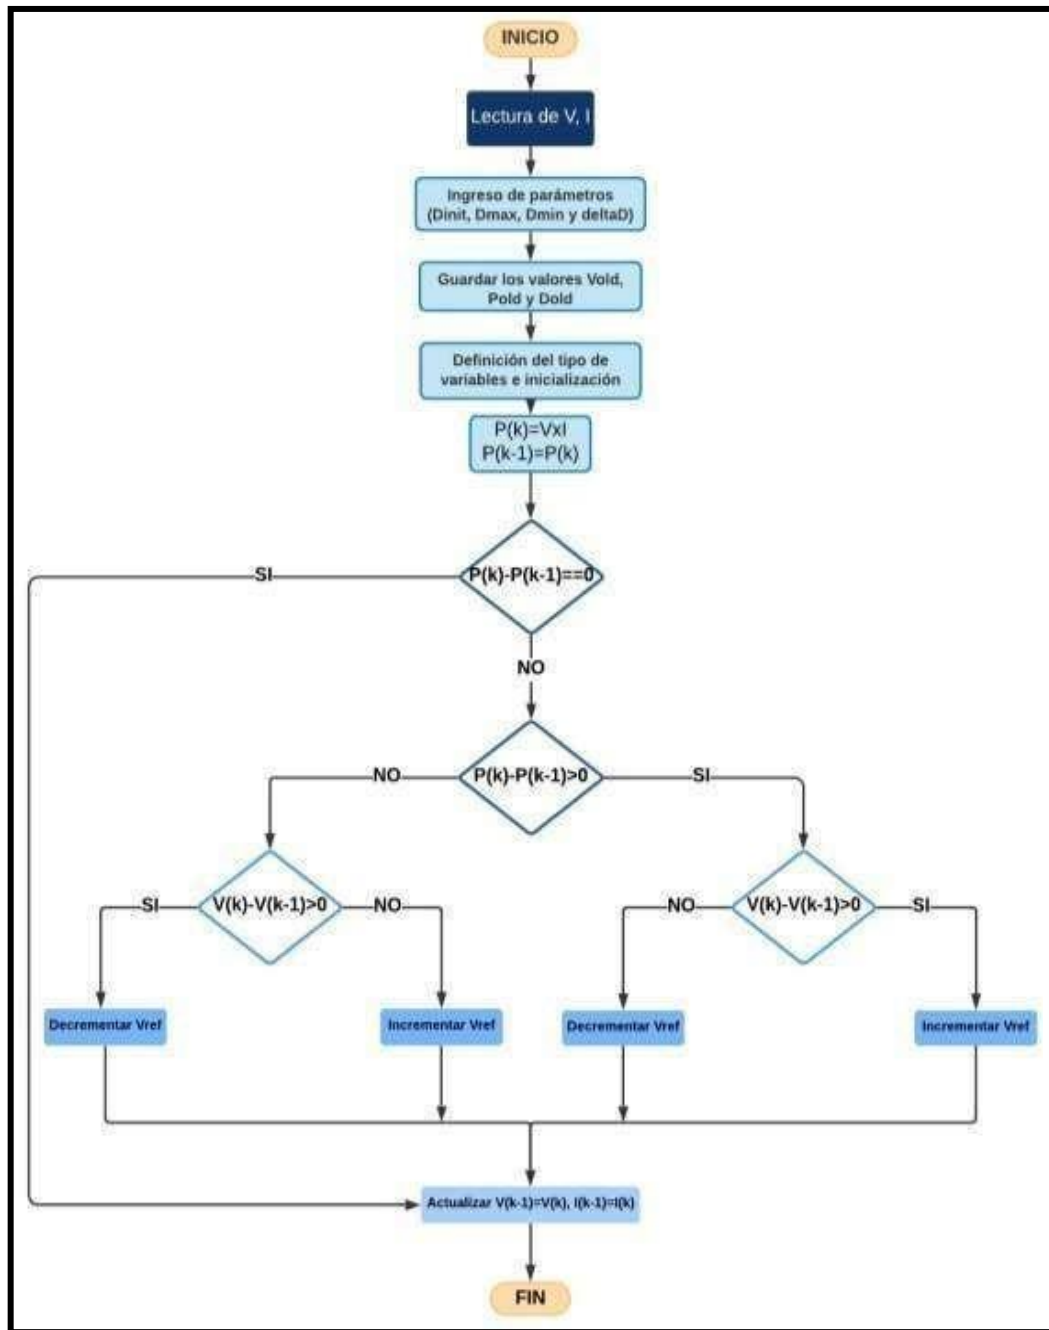 INICIO
Lectura de V, I
Ingreso de parámetros
(Dinit, Dmax, Dmin y deltaD)
Guardar los valores Vold,
Pold y Dold
Definición del tipo de
variables e inicialización
P(k)=VxI
P(k-1)=P(k)
P(k)-P(k-1)==0
SI
NO
P(k)-P(k-1)>0
NO
SI
V(k)-V(k-1)>0
SI
NO
V(k)-V(k-1)>0
NO
SI
Decrementar Vref
Incrementar Vref
Decrementar Vref
Incrementar Vref
Actualizar V(k-1)=V(k), I(k-1)=I(k)
FIN